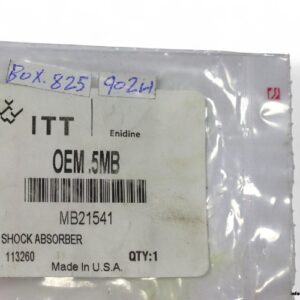 BOX.825 902H
ITT Enidine
OEM .5MB
MB21541
SHOCK ABSORBER
113260 QTY:1
Made In U.S.A.